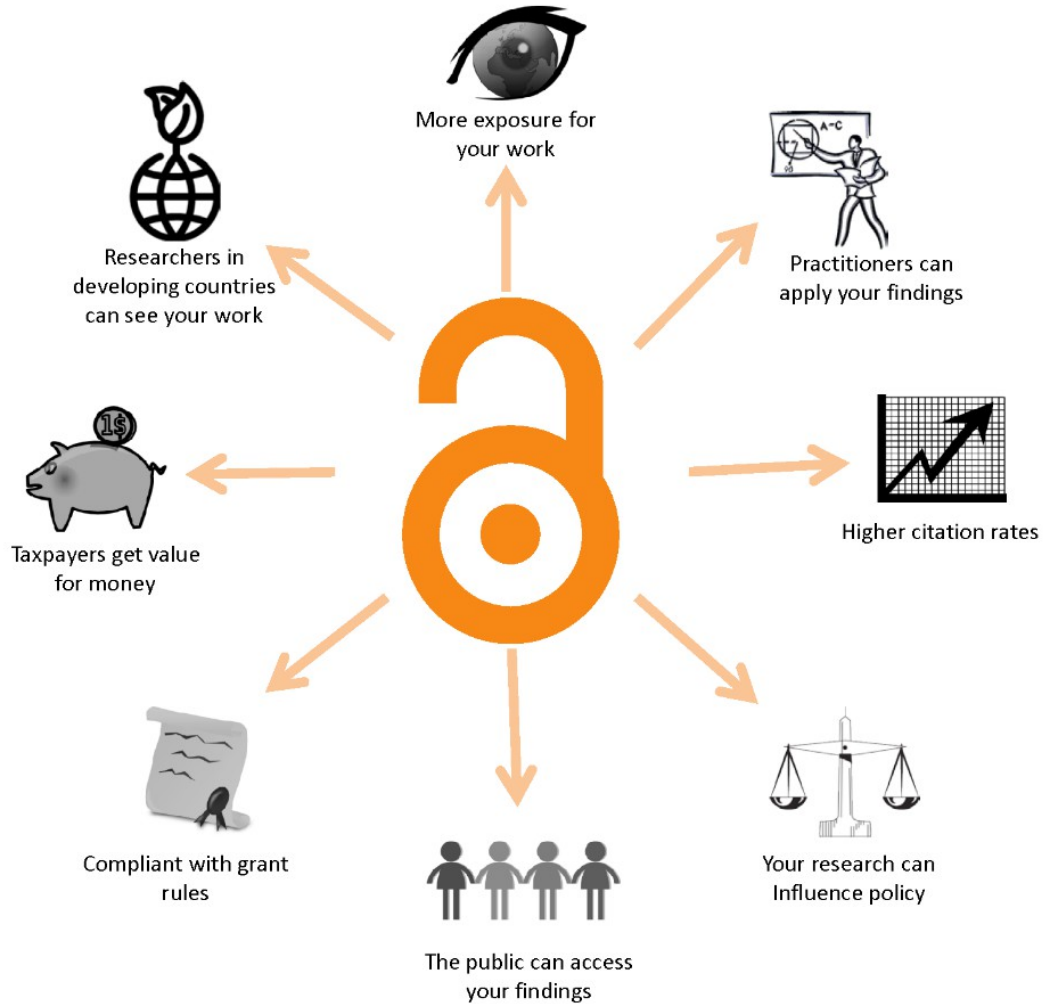 More exposure for
your work
A=C
Practitioners can
apply your findings
Higher citation rates
Your research can
Influence policy
The public can access
your findings
Compliant with grant
rules
1$
Taxpayers get value
for money
Researchers in
developing countries
can see your work